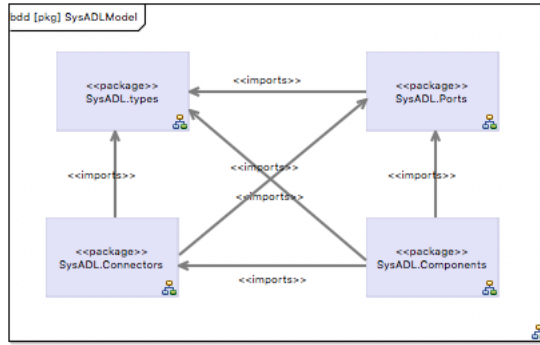 bdd [pkg] SysADLModel
<<package>>
SysADL.types
<<imports>>
<<package>>
SysADL.Ports
<<imports>>
<<imports>>
<<imports>>
<<imports>>
<<package>>
SysADL.Connectors
<<imports>>
<<package>>
SysADL.Components